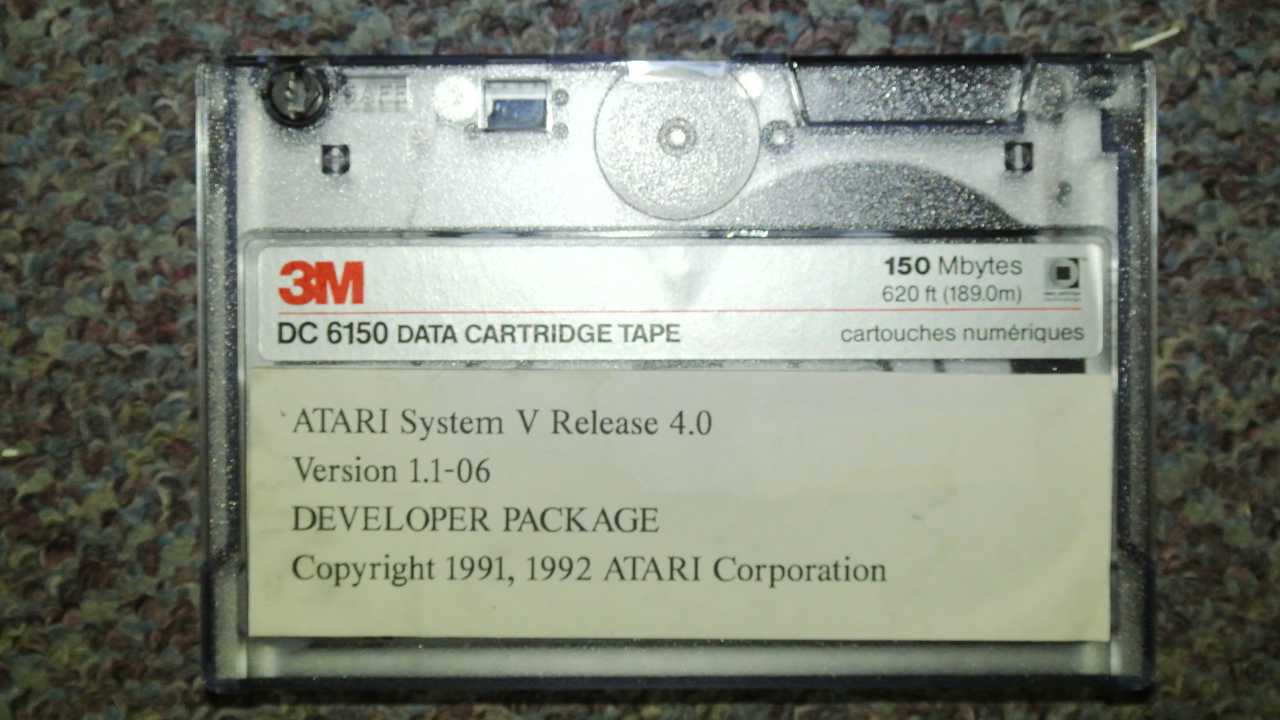 3M
150 Mbytes
620 ft (189.0m)
DC 6150 DATA CARTRIDGE TAPE
cartouches numériques
ATARI System V Release 4.0
Version 1.1-06
DEVELOPER PACKAGE
Copyright 1991, 1992 ATARI Corporation